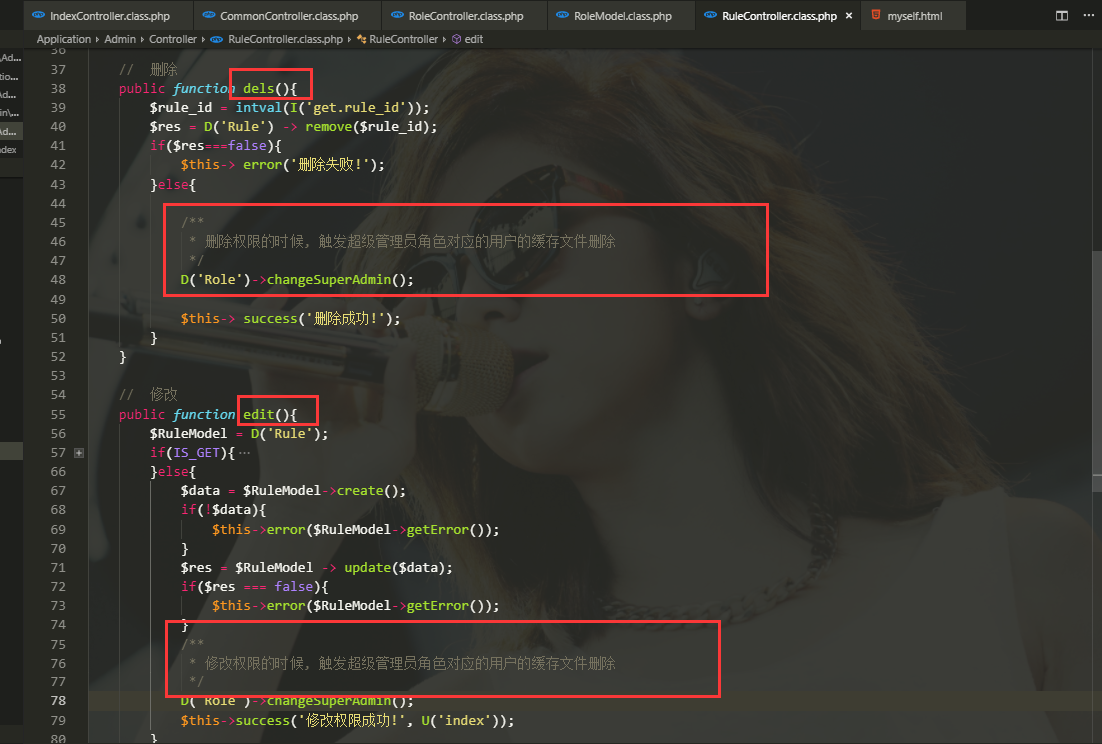 IndexController.class.php CommonController.class.php RoleController.class.php RoleModel.class.php RuleController.class.php × myself.html ···
Application › Admin › Controller › RuleController.class.php › RuleController › edit
36
37 // 删除
38 public function dels(){
39 $rule_id = intval(I('get.rule_id'));
40 $res = D('Rule') -> remove($rule_id);
41 if($res===false){
42 $this-> error('删除失败!');
43 }else{
44
45 /**
46 * 删除权限的时候, 触发超级管理员角色对应的用户的缓存文件删除
47 */
48 D('Role')->changeSuperAdmin();
49
50 $this-> success('删除成功!');
51 }
52 }
53
54 // 修改
55 public function edit(){
56 $RuleModel = D('Rule');
57 if(IS_GET){ ···
66 }else{
67 $data = $RuleModel->create();
68 if(!$data){
69 $this->error($RuleModel->getError());
70 }
71 $res = $RuleModel -> update($data);
72 if($res === false){
73 $this->error($RuleModel->getError());
74 }
75 /**
76 * 修改权限的时候, 触发超级管理员角色对应的用户的缓存文件删除
77 */
78 D('Role')->changeSuperAdmin();
79 $this->success('修改权限成功!', U('index'));
80 }